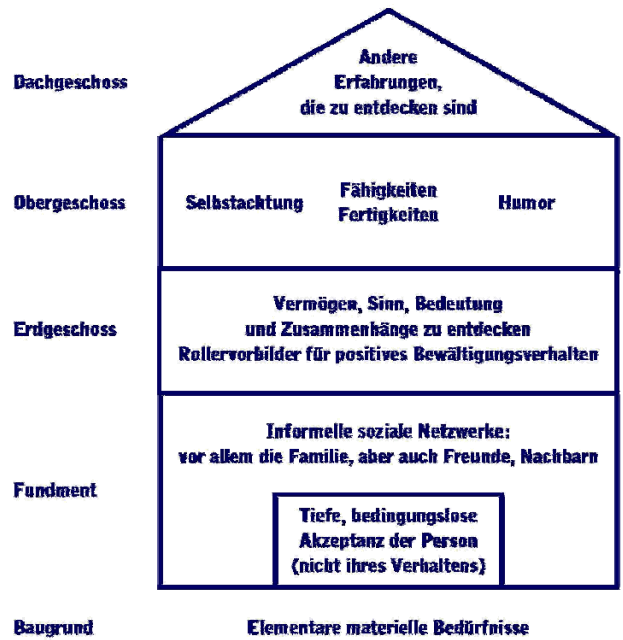 Andere
Dachgeschoss
Erfahrungen,
die zu entdecken sind
Obergeschoss
Selbstacktung
Fähigkeiten
Fertigkeiten
Humor
Erdgeschoss
Vermögen, Sinn, Bedeutung
und Zusammenhänge zu entdecken
Rollervorbilder für positives Bewältigungsverhalten
Fundment
Informelle soziale Netzwerke:
vor allem die Familie, aber auch Freunde, Nachbarn
Tiefe, bedingungslose
Akzeptanz der Person
(nicht ihres Verhaltens)
Baugrund
Elementare materielle Bedürfnisse